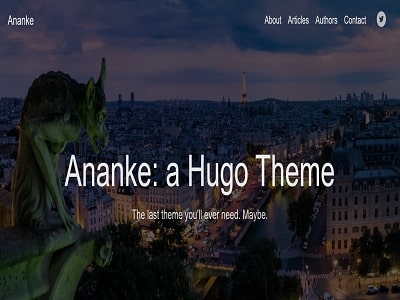 Ananke
About Articles Authors Contact
Ananke: a Hugo Theme
The last theme you'll ever need. Maybe.